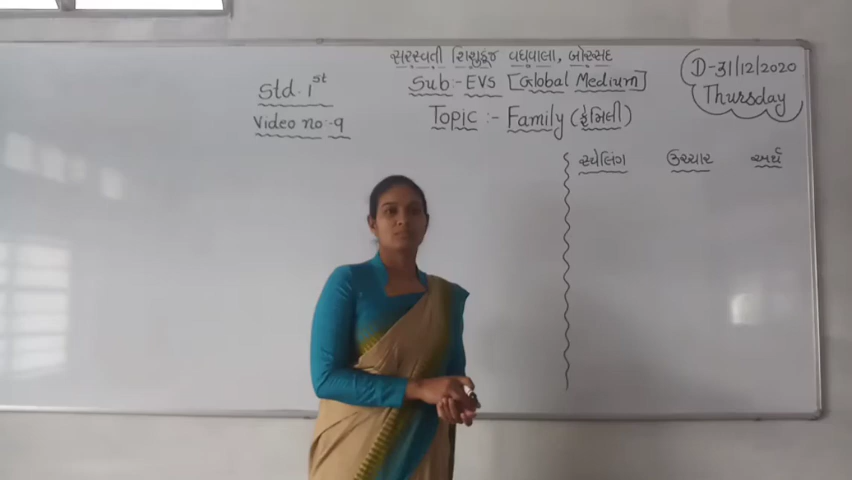 સરસ્વતી શિશુકુંજ વઘવાલા, બોરસદ
Std. 1st
Sub:- EVS [Global Medium]
D-31/12/2020
Thursday
Video no:-9
Topic :- Family (ફેમિલી)
સ્પેલિંગ ઉચ્ચાર અર્થ